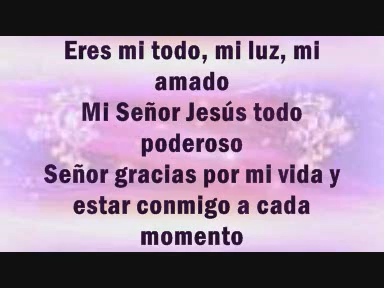 Eres mi todo, mi luz, mi
amado
Mi Señor Jesús todo
poderoso
Señor gracias por mi vida y
estar conmigo a cada
momento